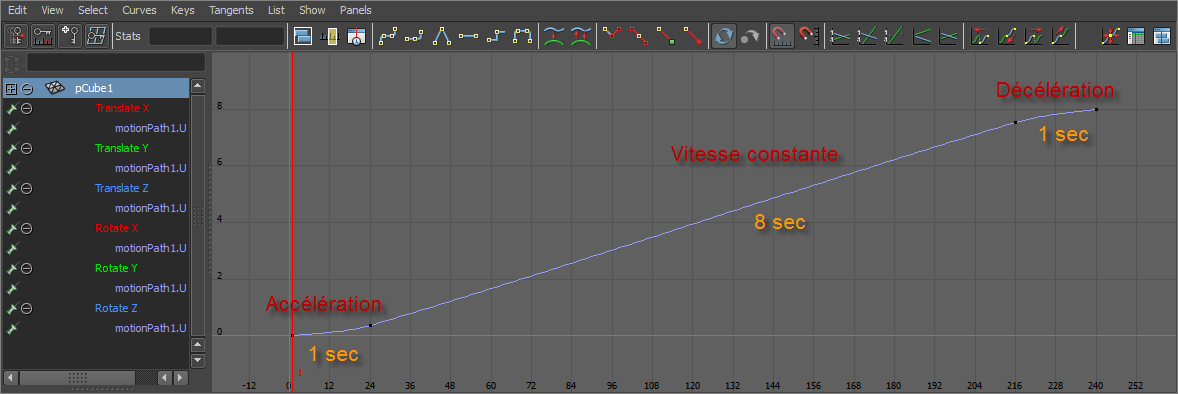 Edit View Select Curves Keys Tangents List Show Panels
Stats
pCube1
Translate X
motionPath1.U
Translate Y
motionPath1.U
Translate Z
motionPath1.U
Rotate X
motionPath1.U
Rotate Y
motionPath1.U
Rotate Z
motionPath1.U
8
6
4
2
0
Décélération
1 sec
Vitesse constante
8 sec
Accélération
1 sec
1
-12 0 12 24 36 48 60 72 84 96 108 120 132 144 156 168 180 192 204 216 228 240 252